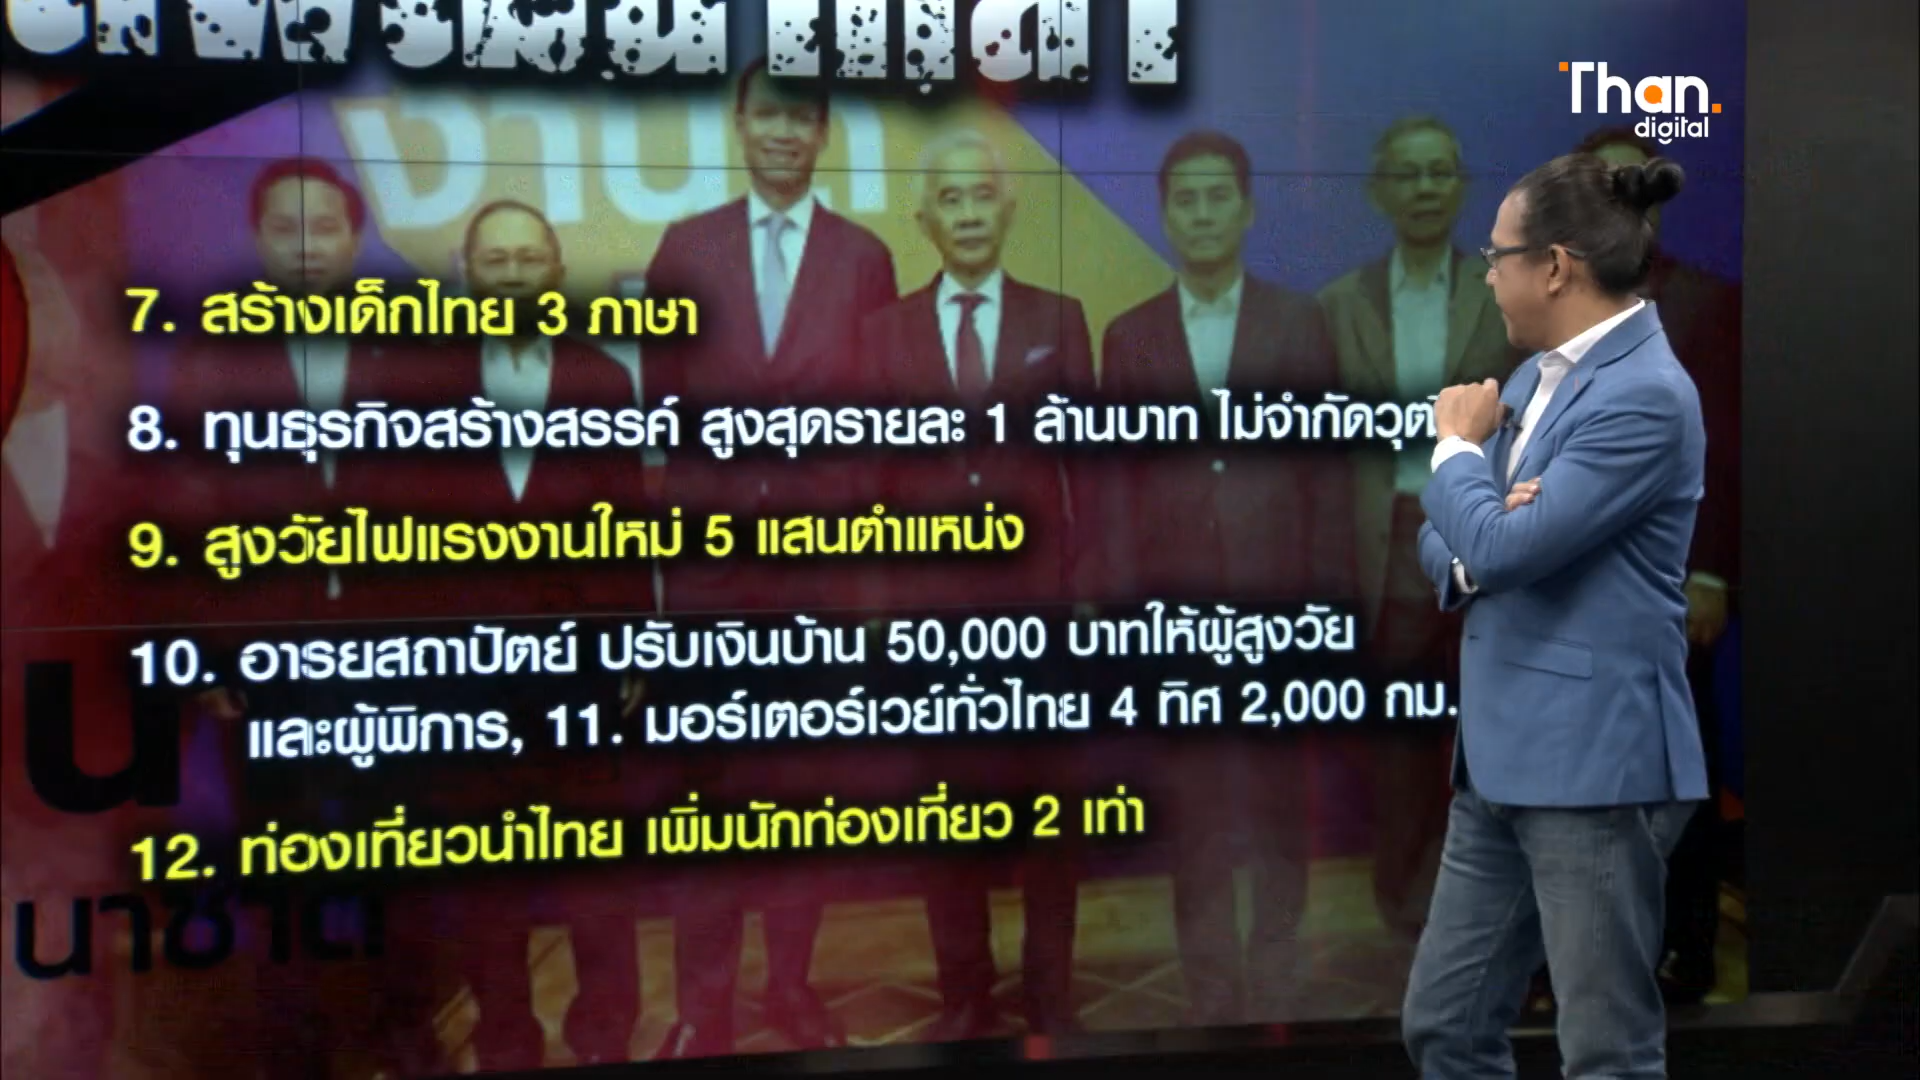 Than.
digital
งาน
7. สร้างเด็กไทย 3 ภาษา
8. ทุนธุรกิจสร้างสรรค์ สูงสุดรายละ 1 ล้านบาท ไม่จำกัด
9. สูงวัยไฟแรงงานใหม่ 5 แสนตำแหน่ง
10. อารยสถาปัตย์ ปรับเงินบ้าน 50,000 บาทให้ผู้สูงวัย
และผู้พิการ, 11. มอร์เตอร์เวย์ทั่วไทย 4 ทิศ 2,000 กม.
12. ท่องเที่ยวนำไทย เพิ่มนักท่องเที่ยว 2 เท่า